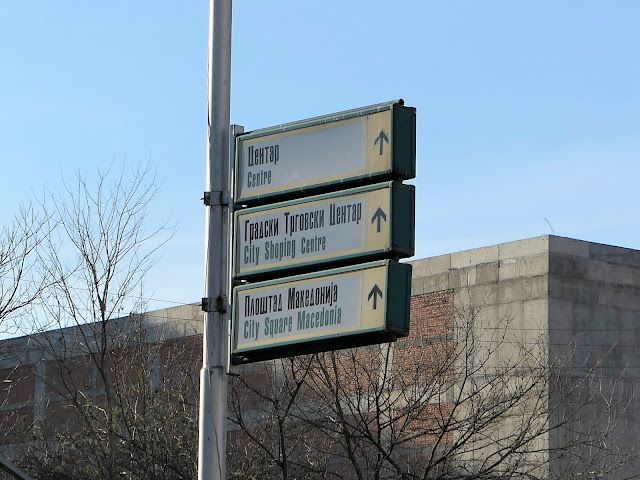 Центар
Centre
Градски Трговски Центар
City Shoping Centre
Плоштад Македонија
City Square Macedonia